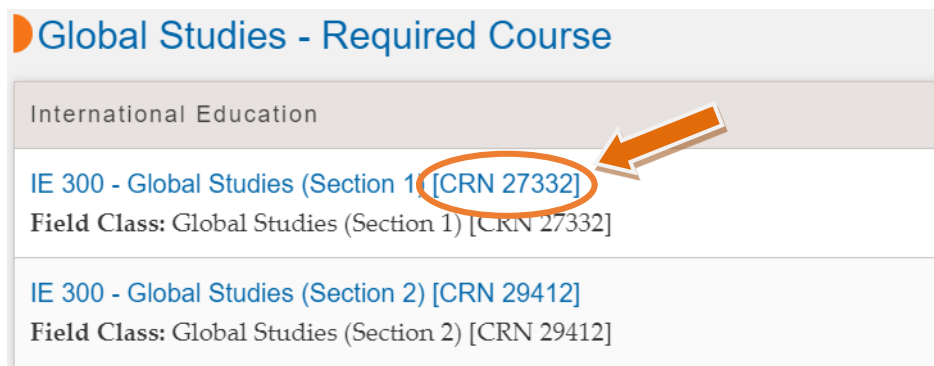 Global Studies - Required Course
International Education
IE 300 - Global Studies (Section 1) [CRN 27332]
Field Class: Global Studies (Section 1) [CRN 27332]
IE 300 - Global Studies (Section 2) [CRN 29412]
Field Class: Global Studies (Section 2) [CRN 29412]